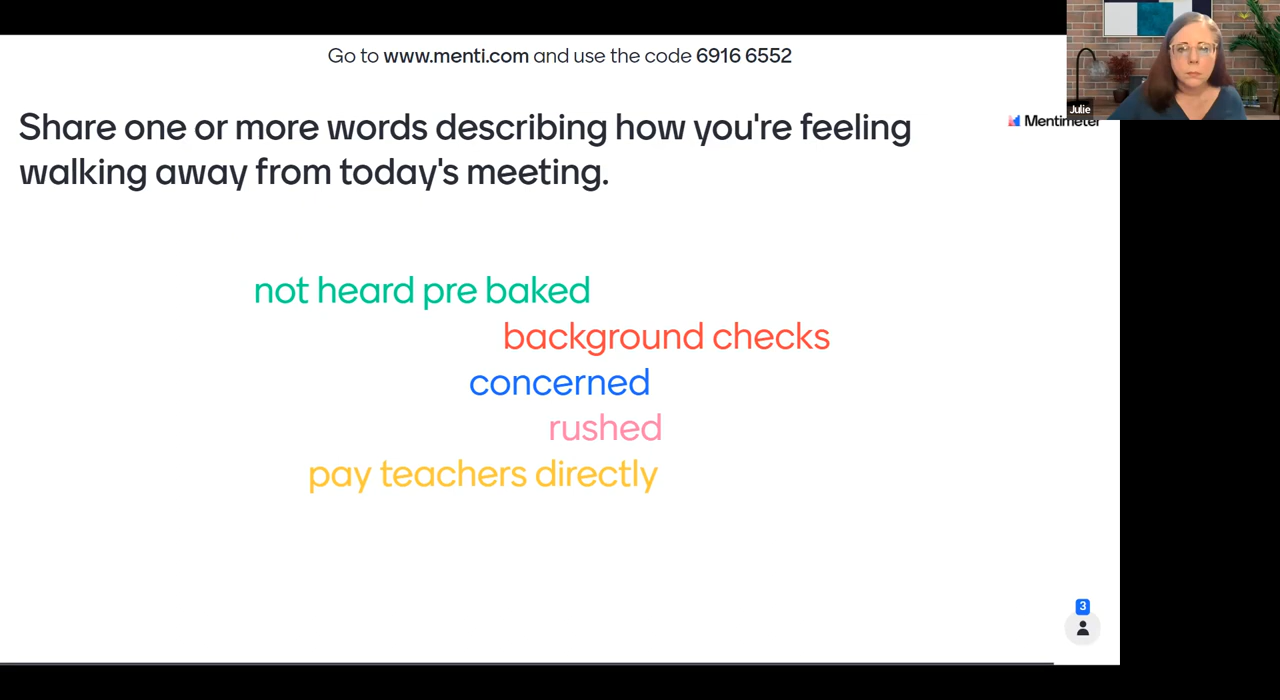 Go to www.menti.com and use the code 6916 6552
Julie
Share one or more words describing how you're feeling
walking away from today's meeting.
Mentimeter
not heard pre baked
background checks
concerned
rushed
pay teachers directly
3